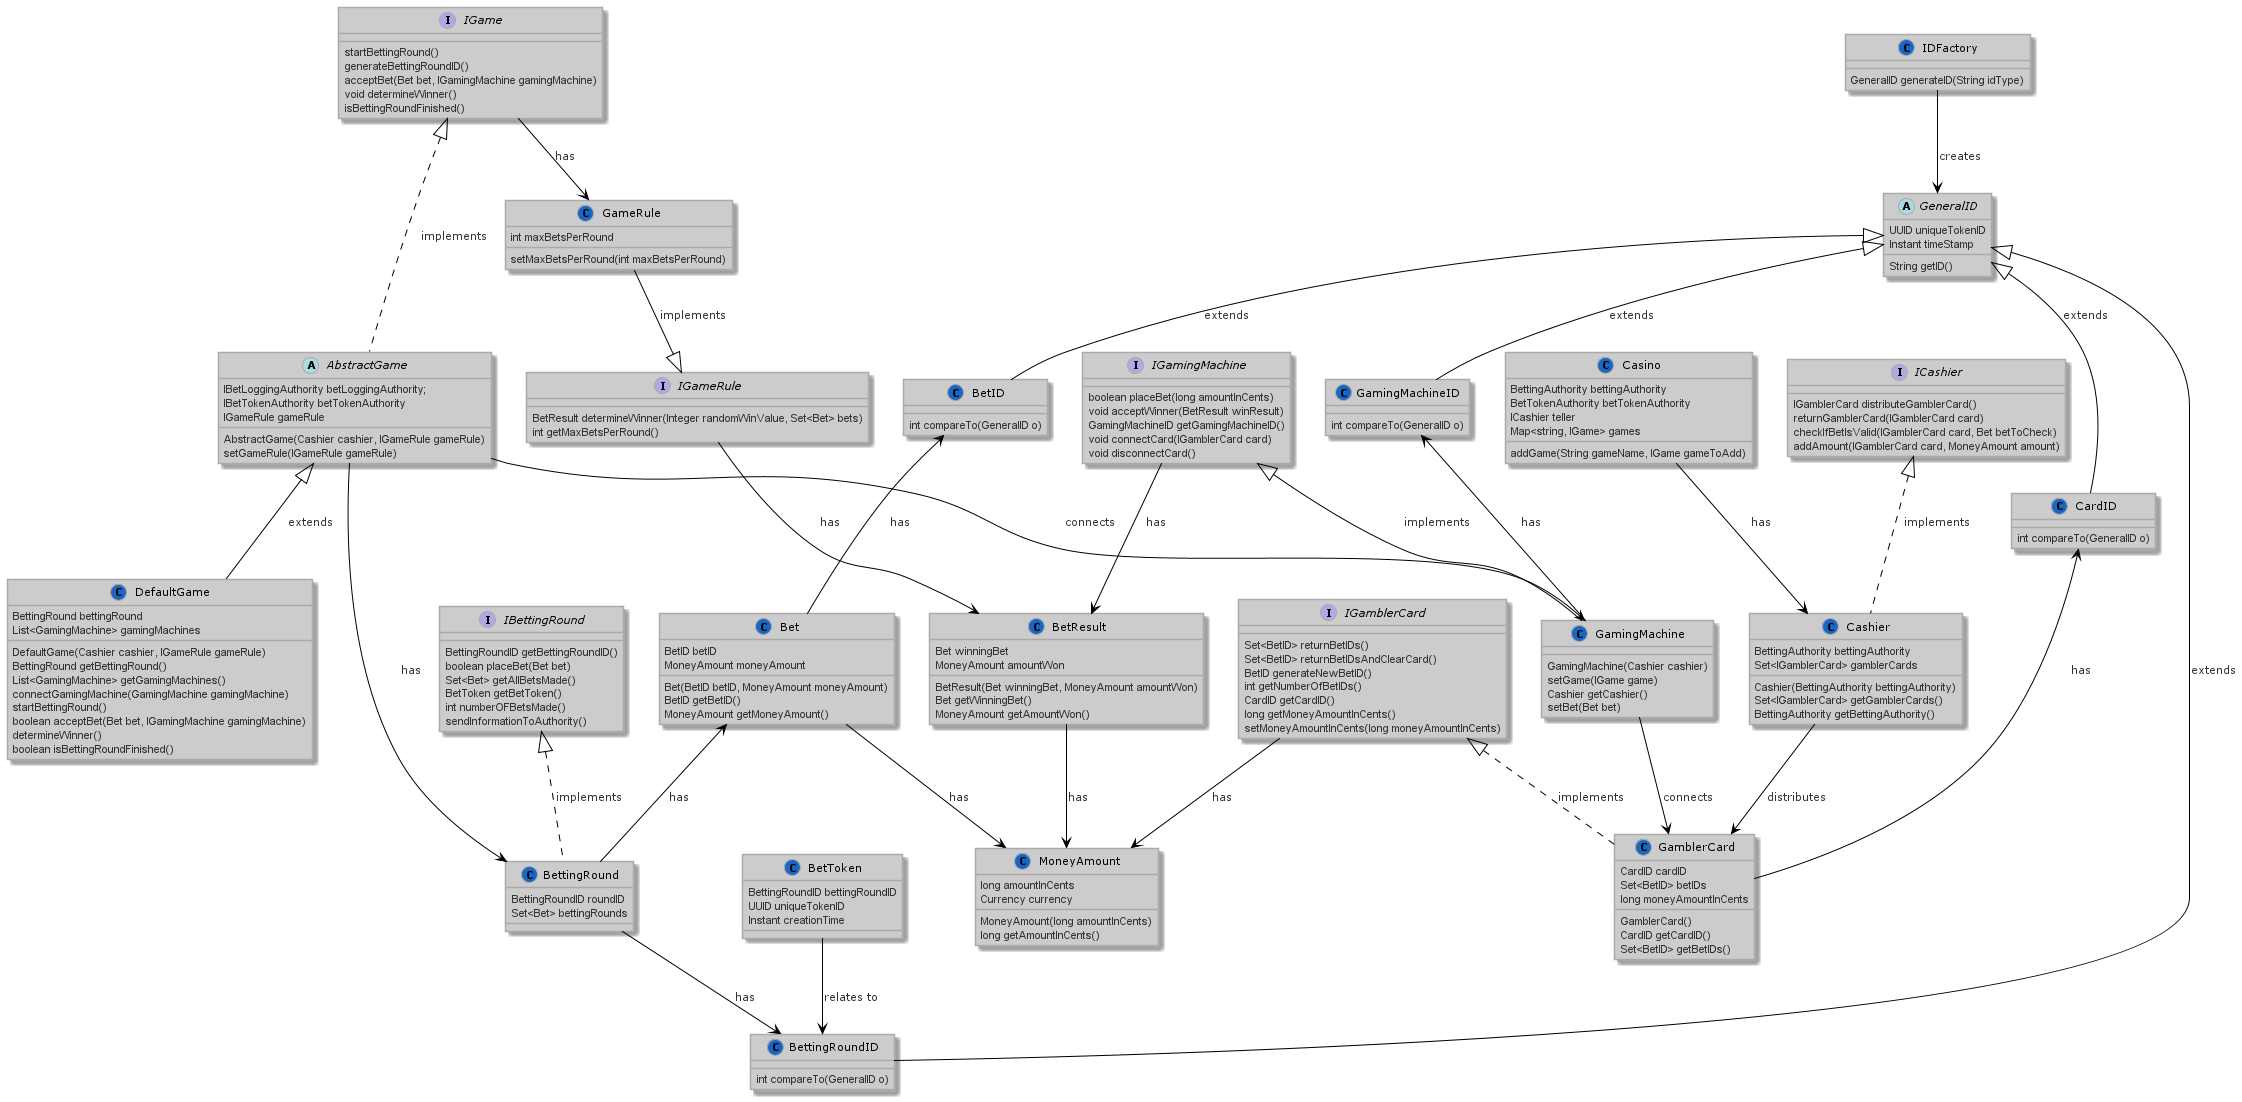 I IGame
startBettingRound()
generateBettingRoundID()
acceptBet(Bet bet, IGamingMachine gamingMachine)
void determineWinner()
isBettingRoundFinished()
C IDFactory
GeneralID generateID(String idType)
has
creates
implements
C GameRule
int maxBetsPerRound
setMaxBetsPerRound(int maxBetsPerRound)
A GeneralID
UUID uniqueTokenID
Instant timeStamp
String getID()
implements
extends
extends
extends
A AbstractGame
IBetLoggingAuthority betLoggingAuthority;
IBetTokenAuthority betTokenAuthority
IGameRule gameRule
AbstractGame(Cashier cashier, IGameRule gameRule)
setGameRule(IGameRule gameRule)
I IGameRule
BetResult determineWinner(Integer randomWinValue, Set<Bet> bets)
int getMaxBetsPerRound()
C BetID
int compareTo(GeneralID o)
I IGamingMachine
boolean placeBet(long amountInCents)
void acceptWinner(BetResult winResult)
GamingMachineID getGamingMachineID()
void connectCard(IGamblerCard card)
void disconnectCard()
C GamingMachineID
int compareTo(GeneralID o)
C Casino
BettingAuthority bettingAuthority
BetTokenAuthority betTokenAuthority
ICashier teller
Map<string, IGame> games
addGame(String gameName, IGame gameToAdd)
I ICashier
IGamblerCard distributeGamblerCard()
returnGamblerCard(IGamblerCard card)
checkIfBetIsValid(IGamblerCard card, Bet betToCheck)
addAmount(IGamblerCard card, MoneyAmount amount)
C CardID
int compareTo(GeneralID o)
extends
has
has
connects
has
implements
has
has
implements
C DefaultGame
BettingRound bettingRound
List<GamingMachine> gamingMachines
DefaultGame(Cashier cashier, IGameRule gameRule)
BettingRound getBettingRound()
List<GamingMachine> getGamingMachines()
connectGamingMachine(GamingMachine gamingMachine)
startBettingRound()
boolean acceptBet(Bet bet, IGamingMachine gamingMachine)
determineWinner()
boolean isBettingRoundFinished()
has
I IBettingRound
BettingRoundID getBettingRoundID()
boolean placeBet(Bet bet)
Set<Bet> getAllBetsMade()
BetToken getBetToken()
int numberOFBetsMade()
sendInformationToAuthority()
C Bet
BetID betID
MoneyAmount moneyAmount
Bet(BetID betID, MoneyAmount moneyAmount)
BetID getBetID()
MoneyAmount getMoneyAmount()
C BetResult
Bet winningBet
MoneyAmount amountWon
BetResult(Bet winningBet, MoneyAmount amountWon)
Bet getWinningBet()
MoneyAmount getAmountWon()
I IGamblerCard
Set<BetID> returnBetIDs()
Set<BetID> returnBetIDsAndClearCard()
BetID generateNewBetID()
int getNumberOfBetIDs()
CardID getCardID()
long getMoneyAmountInCents()
setMoneyAmountInCents(long moneyAmountInCents)
C GamingMachine
GamingMachine(Cashier cashier)
setGame(IGame game)
Cashier getCashier()
setBet(Bet bet)
C Cashier
BettingAuthority bettingAuthority
Set<IGamblerCard> gamblerCards
Cashier(BettingAuthority bettingAuthority)
Set<IGamblerCard> getGamblerCards()
BettingAuthority getBettingAuthority()
has
extends
implements
has
has
has
has
implements
connects
distributes
C BettingRound
BettingRoundID roundID
Set<Bet> bettingRounds
C BetToken
BettingRoundID bettingRoundID
UUID uniqueTokenID
Instant creationTime
C MoneyAmount
long amountInCents
Currency currency
MoneyAmount(long amountInCents)
long getAmountInCents()
C GamblerCard
CardID cardID
Set<BetID> betIDs
long moneyAmountInCents
GamblerCard()
CardID getCardID()
Set<BetID> getBetIDs()
has
relates to
C BettingRoundID
int compareTo(GeneralID o)